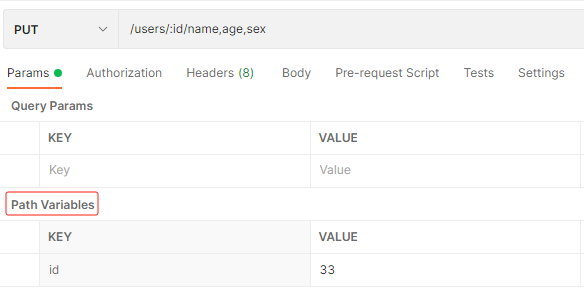 PUT /users/:id/name,age,sex
Params Authorization Headers (8) Body Pre-request Script Tests Settings
Query Params
KEY VALUE
Key Value
Path Variables
KEY VALUE
id 33